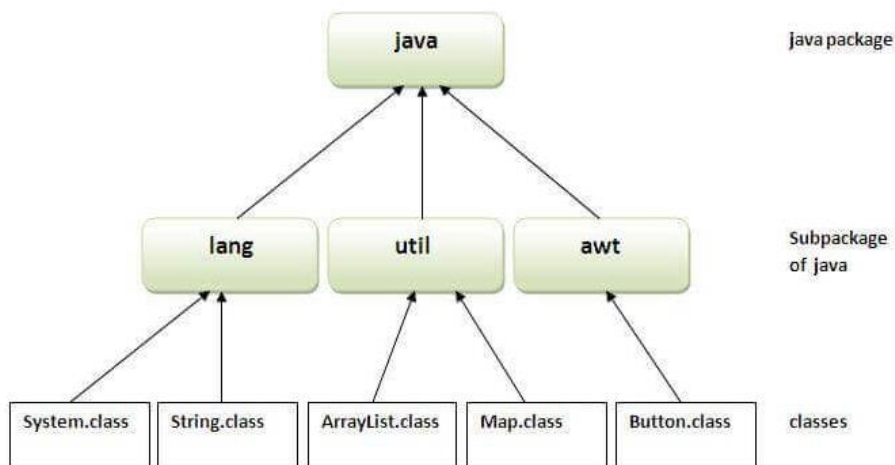 java
java package
lang
util
awt
Subpackage
of java
System.class
String.class
ArrayList.class
Map.class
Button.class
classes